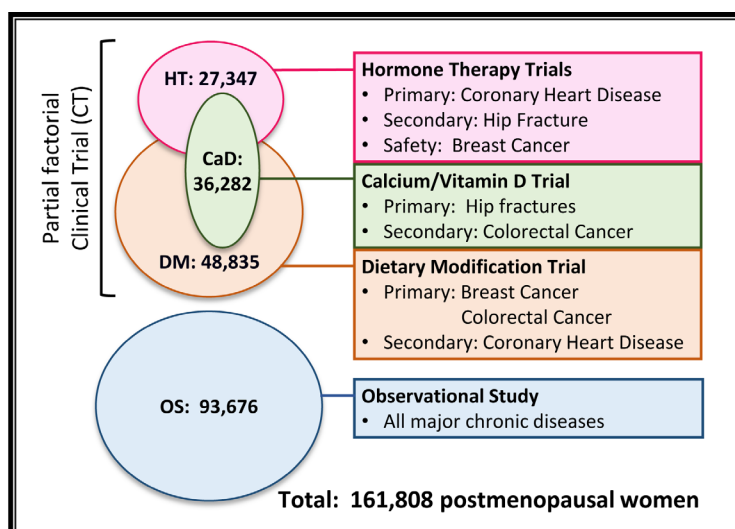 Partial factorial
Clinical Trial (CT)
HT: 27,347
CaD:
36,282
DM: 48,835
Hormone Therapy Trials
• Primary: Coronary Heart Disease
• Secondary: Hip Fracture
• Safety: Breast Cancer
Calcium/Vitamin D Trial
• Primary: Hip fractures
• Secondary: Colorectal Cancer
Dietary Modification Trial
• Primary: Breast Cancer
Colorectal Cancer
• Secondary: Coronary Heart Disease
OS: 93,676
Observational Study
• All major chronic diseases
Total: 161,808 postmenopausal women